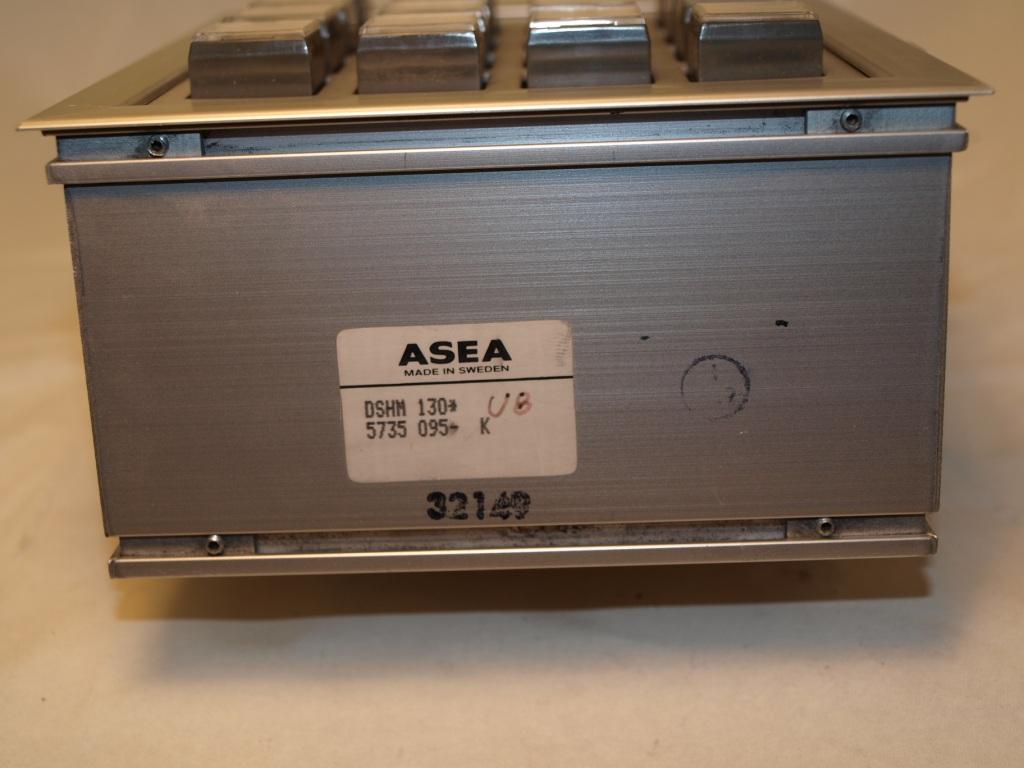 ASEA
MADE IN SWEDEN
DSHM 130* UB
5735 095- K
32149